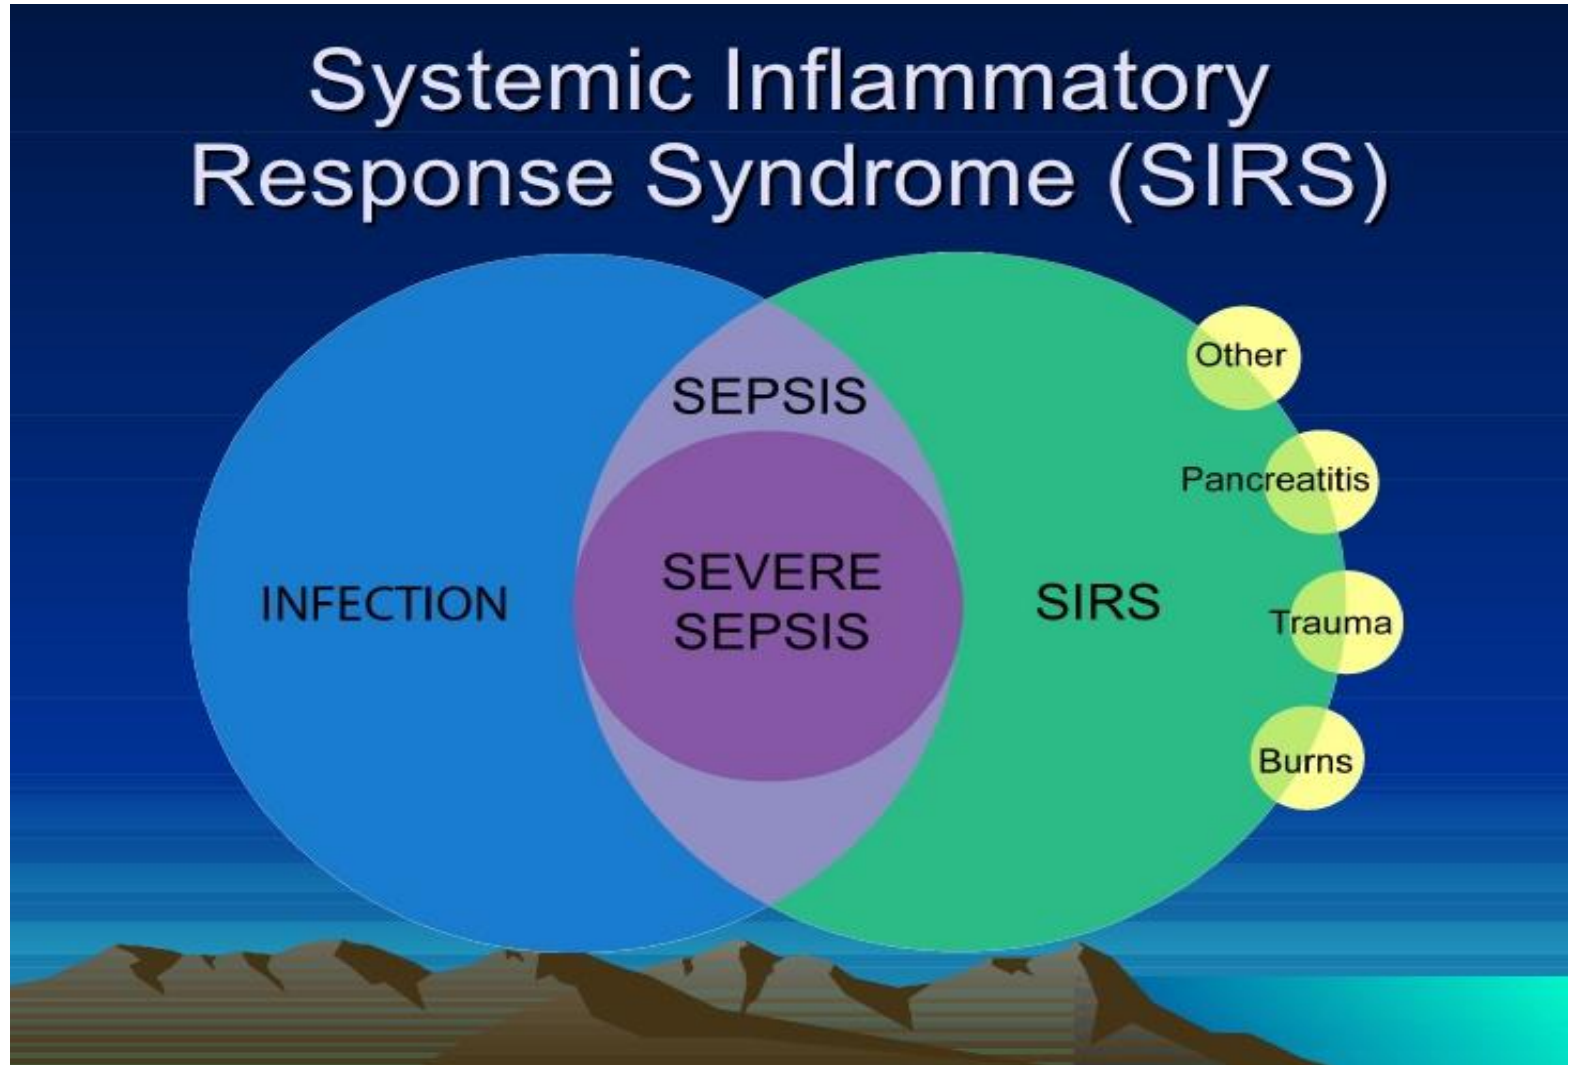 Systemic Inflammatory
Response Syndrome (SIRS)
Other
SEPSIS
Pancreatitis
SEVERE
SEPSIS
INFECTION
SIRS
Trauma
Burns